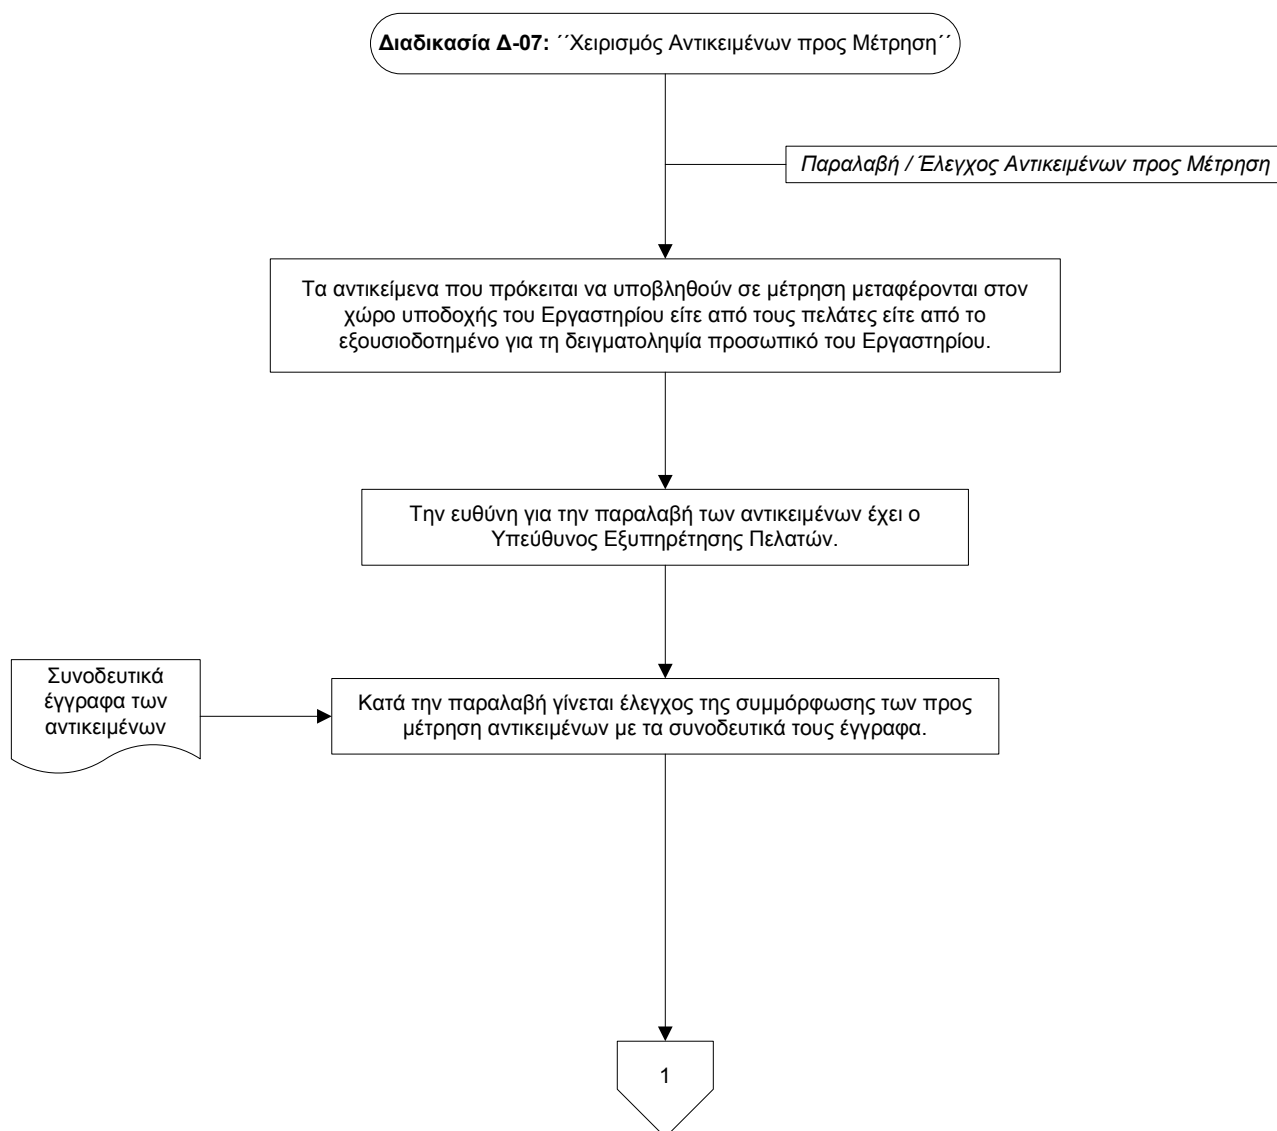 Διαδικασία Δ-07: ΄΄Χειρισμός Αντικειμένων προς Μέτρηση΄΄
Παραλαβή / Έλεγχος Αντικειμένων προς Μέτρηση
Τα αντικείμενα που πρόκειται να υποβληθούν σε μέτρηση μεταφέρονται στον
χώρο υποδοχής του Εργαστηρίου είτε από τους πελάτες είτε από το
εξουσιοδοτημένο για τη δειγματοληψία προσωπικό του Εργαστηρίου.
Την ευθύνη για την παραλαβή των αντικειμένων έχει ο
Υπεύθυνος Εξυπηρέτησης Πελατών.
Συνοδευτικά
έγγραφα των
αντικειμένων
Κατά την παραλαβή γίνεται έλεγχος της συμμόρφωσης των προς
μέτρηση αντικειμένων με τα συνοδευτικά τους έγγραφα.
1